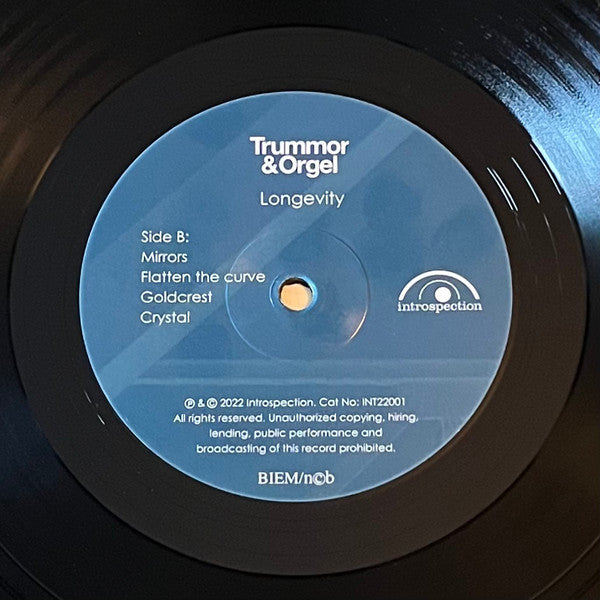 Trummor
&Orgel
Longevity
Side B:
Mirrors
Flatten the curve
Goldcrest
Crystal
introspection
℗ & © 2022 Introspection. Cat No: INT22001
All rights reserved. Unauthorized copying, hiring,
lending, public performance and
broadcasting of this record prohibited.
BIEM/n©b